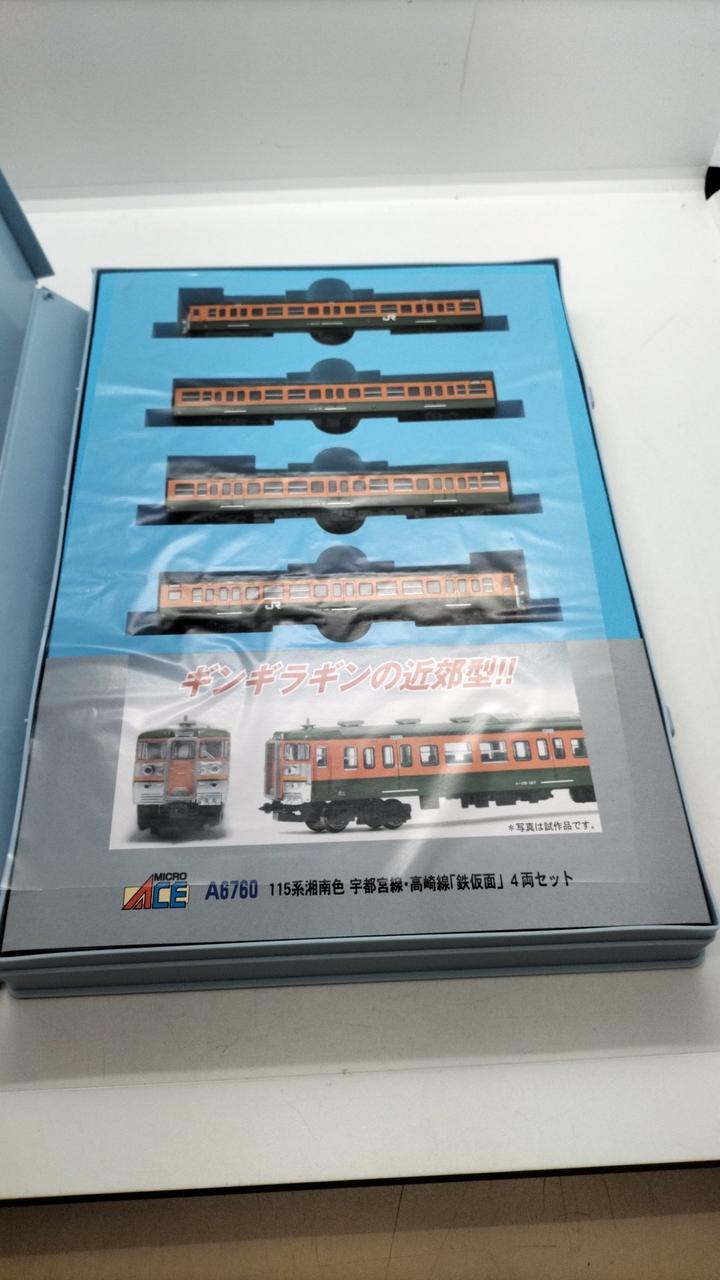 JR
JR
ギンギラギンの近郊型!!
*写真は試作品です。
MICRO
ACE
A6760 115系湘南色 宇都宮線・高崎線「鉄仮面」 4両セット